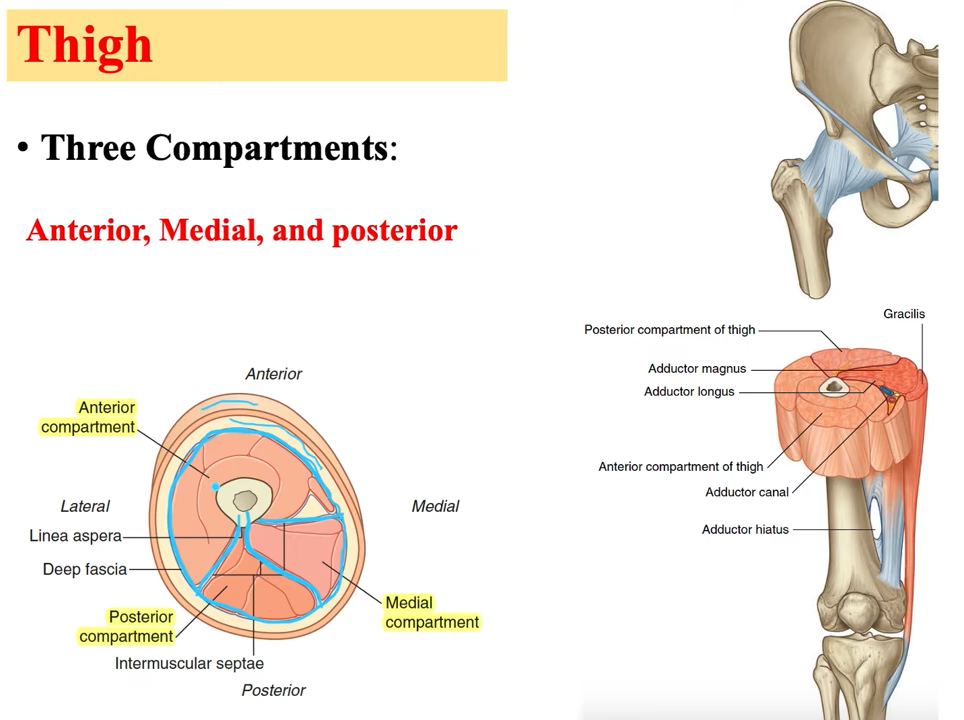 Thigh
• Three Compartments:
Anterior, Medial, and posterior
Anterior
Anterior
compartment
Lateral
Medial
Linea aspera
Deep fascia
Posterior
compartment
Medial
compartment
Intermuscular septae
Posterior
Gracilis
Posterior compartment of thigh
Adductor magnus
Adductor longus
Anterior compartment of thigh
Adductor canal
Adductor hiatus